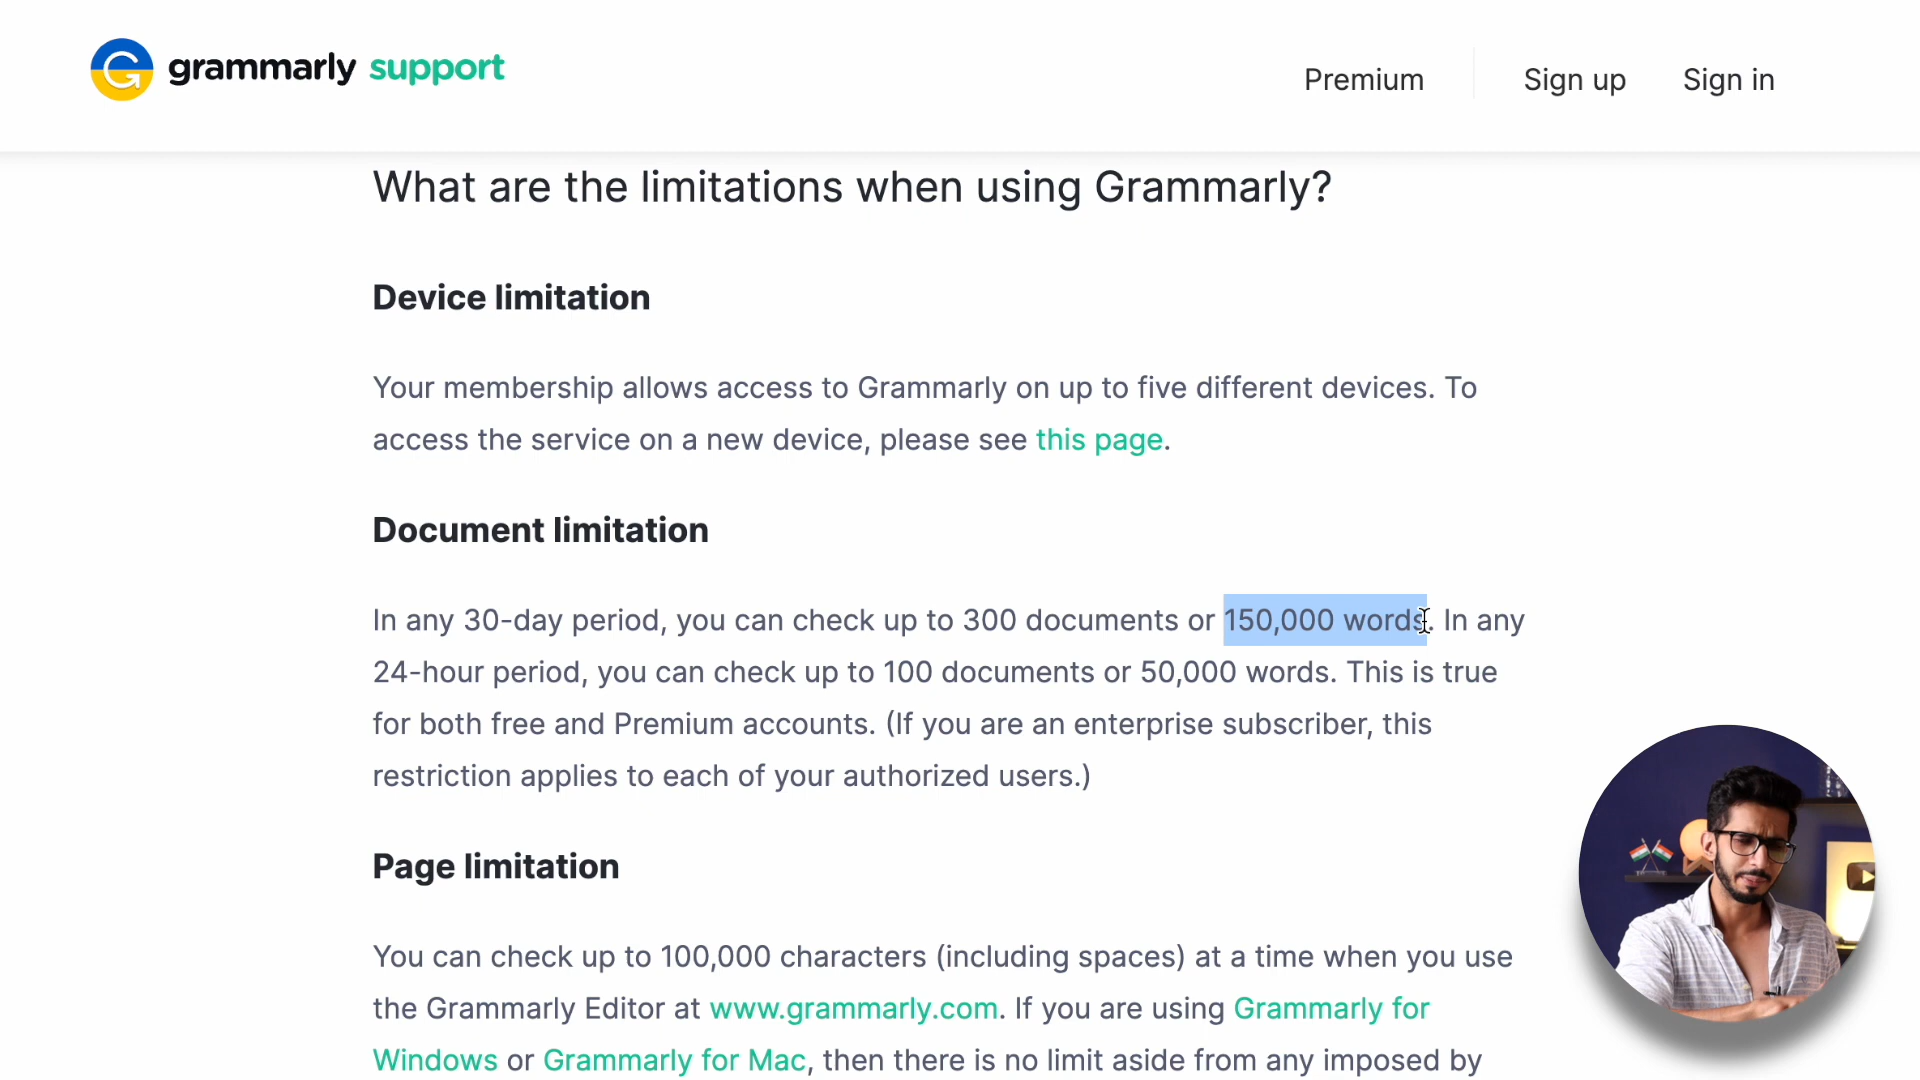 grammarly support
Premium
Sign up
Sign in
What are the limitations when using Grammarly?
Device limitation
Your membership allows access to Grammarly on up to five different devices. To
access the service on a new device, please see this page.
Document limitation
In any 30-day period, you can check up to 300 documents or 150,000 words. In any
24-hour period, you can check up to 100 documents or 50,000 words. This is true
for both free and Premium accounts. (If you are an enterprise subscriber, this
restriction applies to each of your authorized users.)
Page limitation
You can check up to 100,000 characters (including spaces) at a time when you use
the Grammarly Editor at www.grammarly.com. If you are using Grammarly for
Windows or Grammarly for Mac, then there is no limit aside from any imposed by